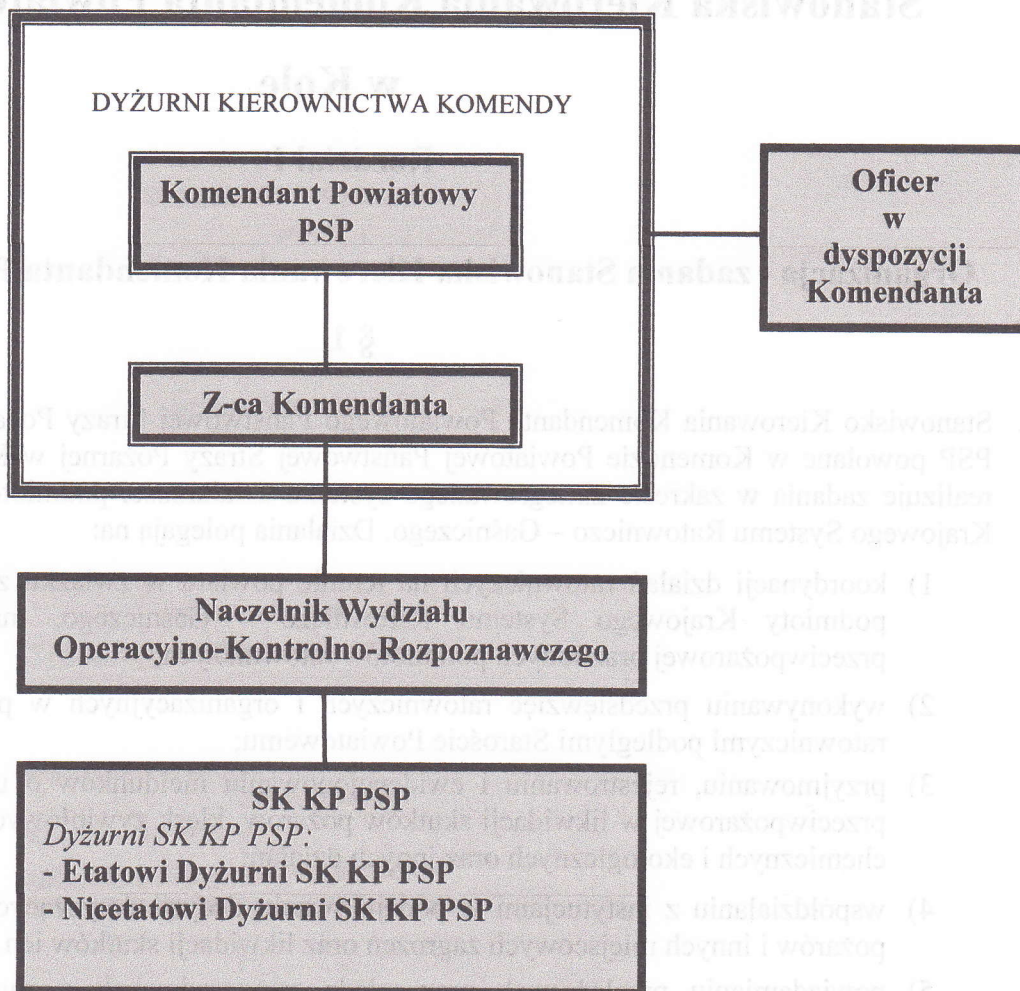 DYŻURNI KIEROWNICTWA KOMENDY
Komendant Powiatowy
PSP
Oficer
w
dyspozycji
Komendanta
Z-ca Komendanta
Naczelnik Wydziału
Operacyjno-Kontrolno-Rozpoznawczego
SK KP PSP
Dyżurni SK KP PSP:
- Etatowi Dyżurni SK KP PSP
- Nieetatowi Dyżurni SK KP PSP